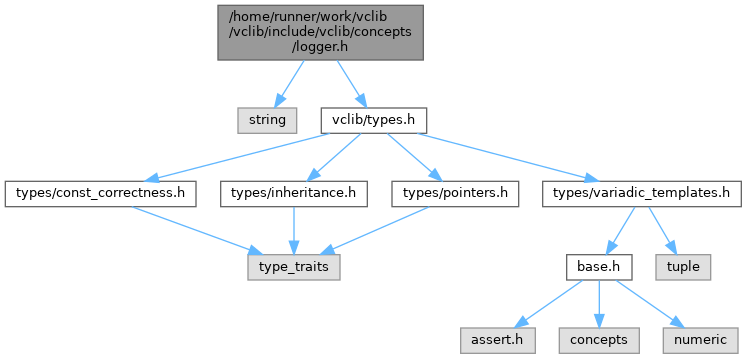 /home/runner/work/vclib
/vclib/include/vclib/concepts
/logger.h
string
vclib/types.h
types/const_correctness.h
types/inheritance.h
types/pointers.h
types/variadic_templates.h
type_traits
base.h
tuple
assert.h
concepts
numeric